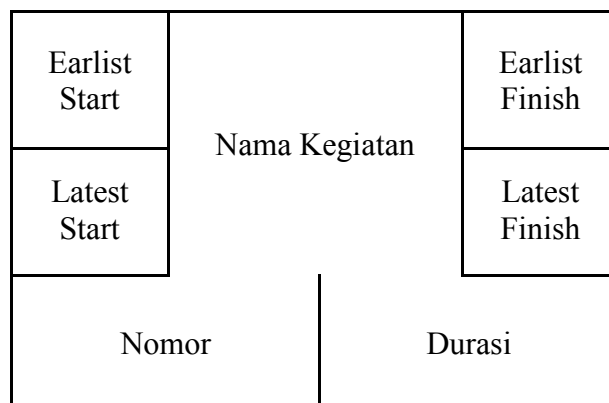 Earlist
Start
Nama Kegiatan
Earlist
Finish
Latest
Start
Latest
Finish
Nomor
Durasi